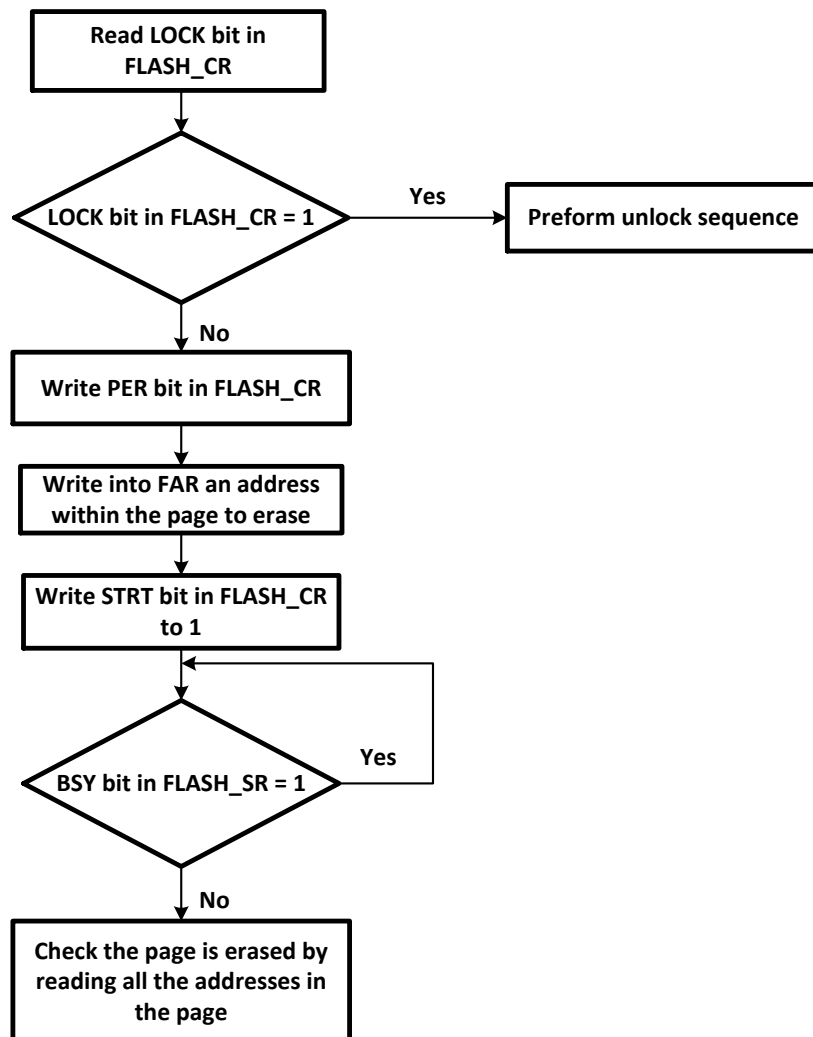 Read LOCK bit in
FLASH_CR
LOCK bit in FLASH_CR = 1
Yes
Preform unlock sequence
No
Write PER bit in FLASH_CR
Write into FAR an address
within the page to erase
Write STRT bit in FLASH_CR
to 1
BSY bit in FLASH_SR = 1
Yes
No
Check the page is erased by
reading all the addresses in
the page